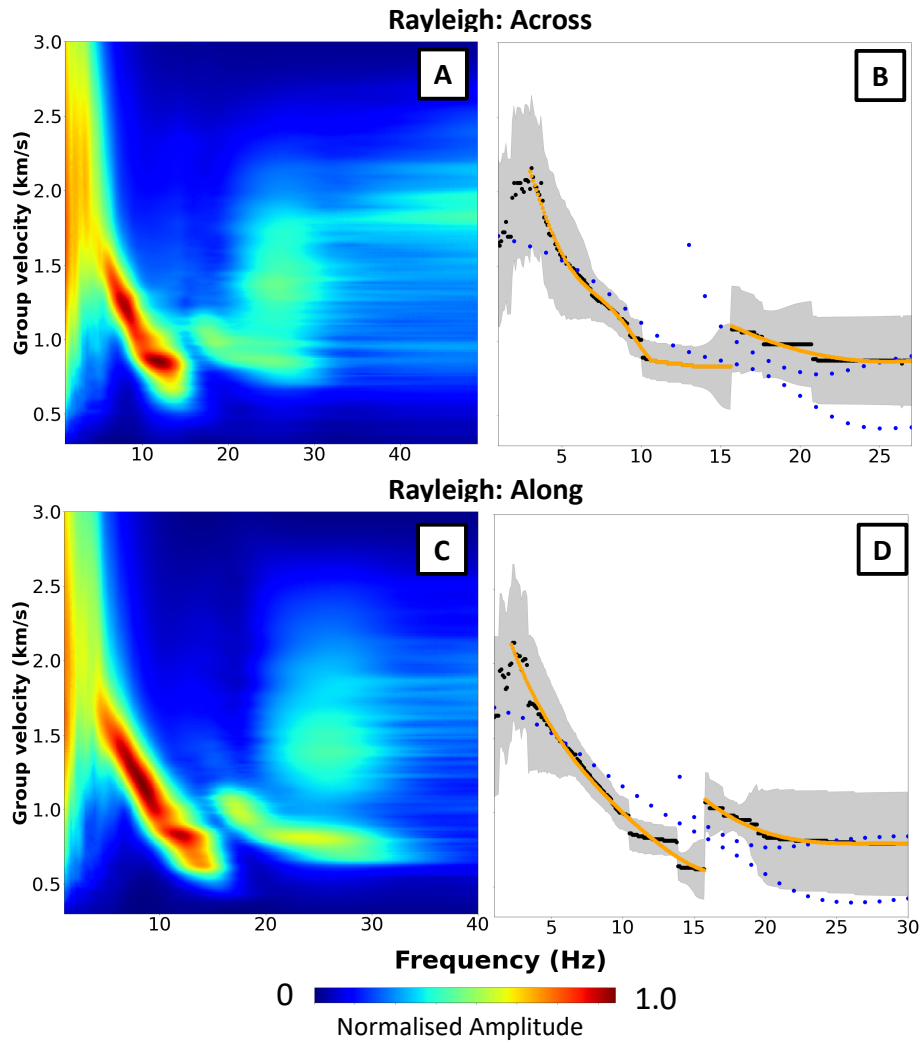 Rayleigh: Across
A
B
3.0
2.5
2.0
1.5
1.0
0.5
Group velocity (km/s)
10 20 30 40
5 10 15 20 25
Rayleigh: Along
C
D
3.0
2.5
2.0
1.5
1.0
0.5
Group velocity (km/s)
10 20 30 40
5 10 15 20 25 30
Frequency (Hz)
0 1.0
Normalised Amplitude